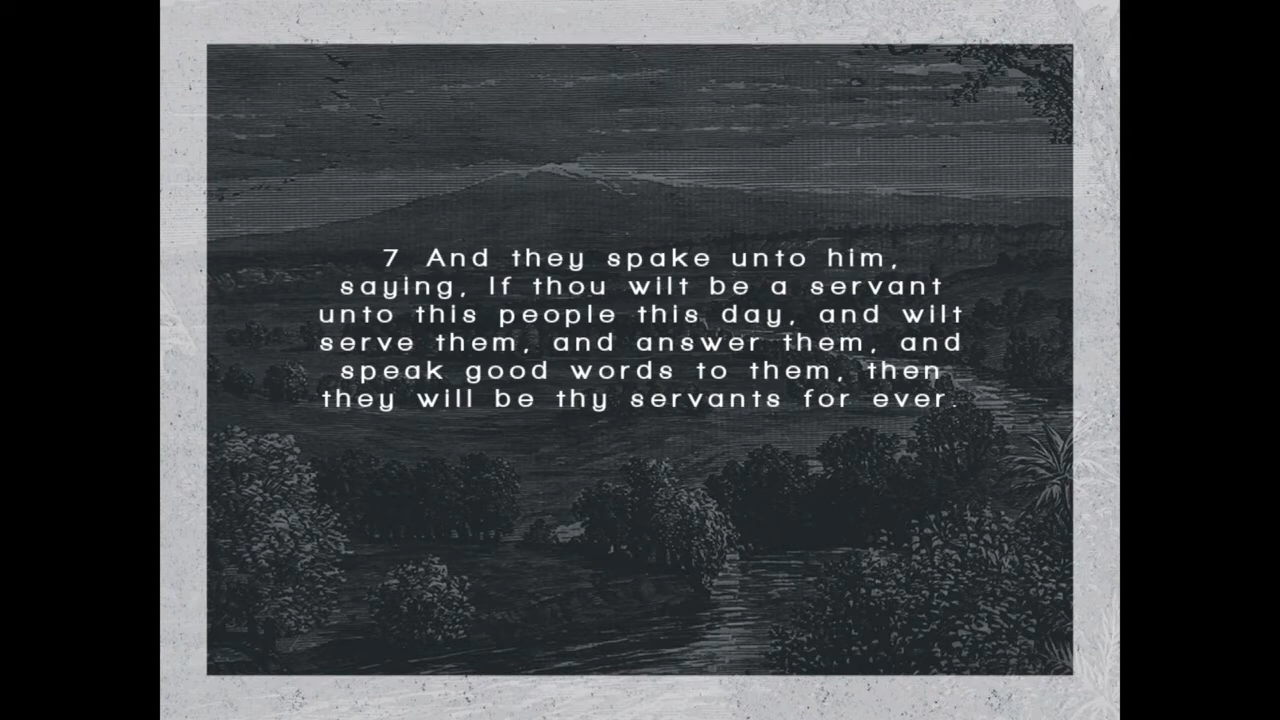 7 And they spake unto him,
saying, If thou wilt be a servant
unto this people this day, and wilt
serve them, and answer them, and
speak good words to them, then
they will be thy servants for ever.